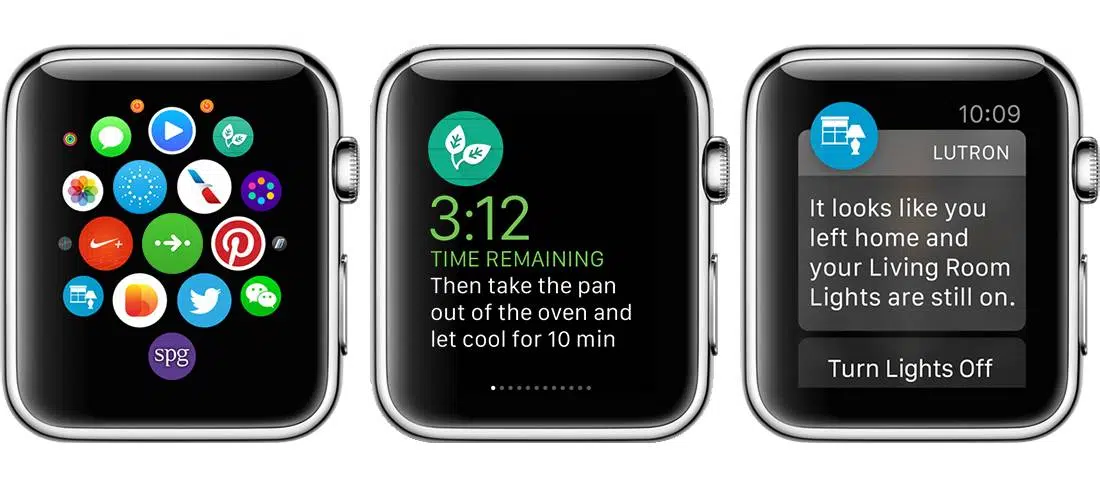 spg
3:12
TIME REMAINING
Then take the pan
out of the oven and
let cool for 10 min
10:09
LUTRON
It looks like you
left home and
your Living Room
Lights are still on.
Turn Lights Off